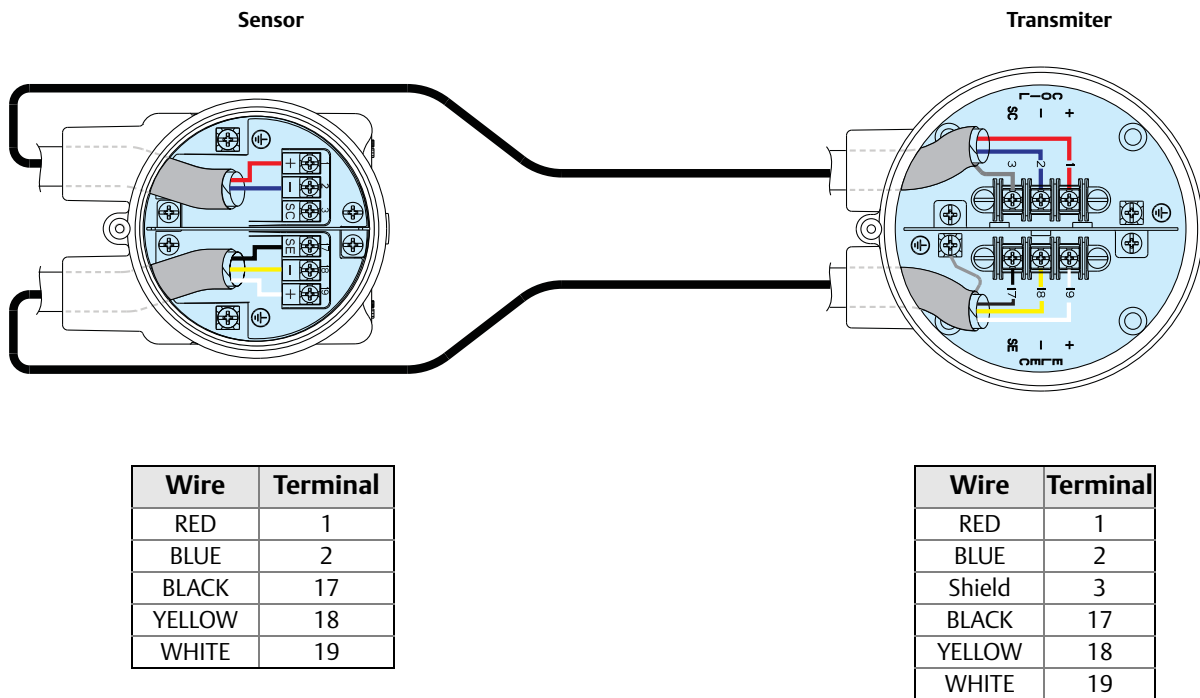 Sensor
Transmiter
+ 1
- 2
SC 3
SE 17
- 18
+ 19
COIL
SC - +
3 2 1
17 18 19
SE - +
ELEC
Wire Terminal
RED 1
BLUE 2
BLACK 17
YELLOW 18
WHITE 19
Wire Terminal
RED 1
BLUE 2
Shield 3
BLACK 17
YELLOW 18
WHITE 19